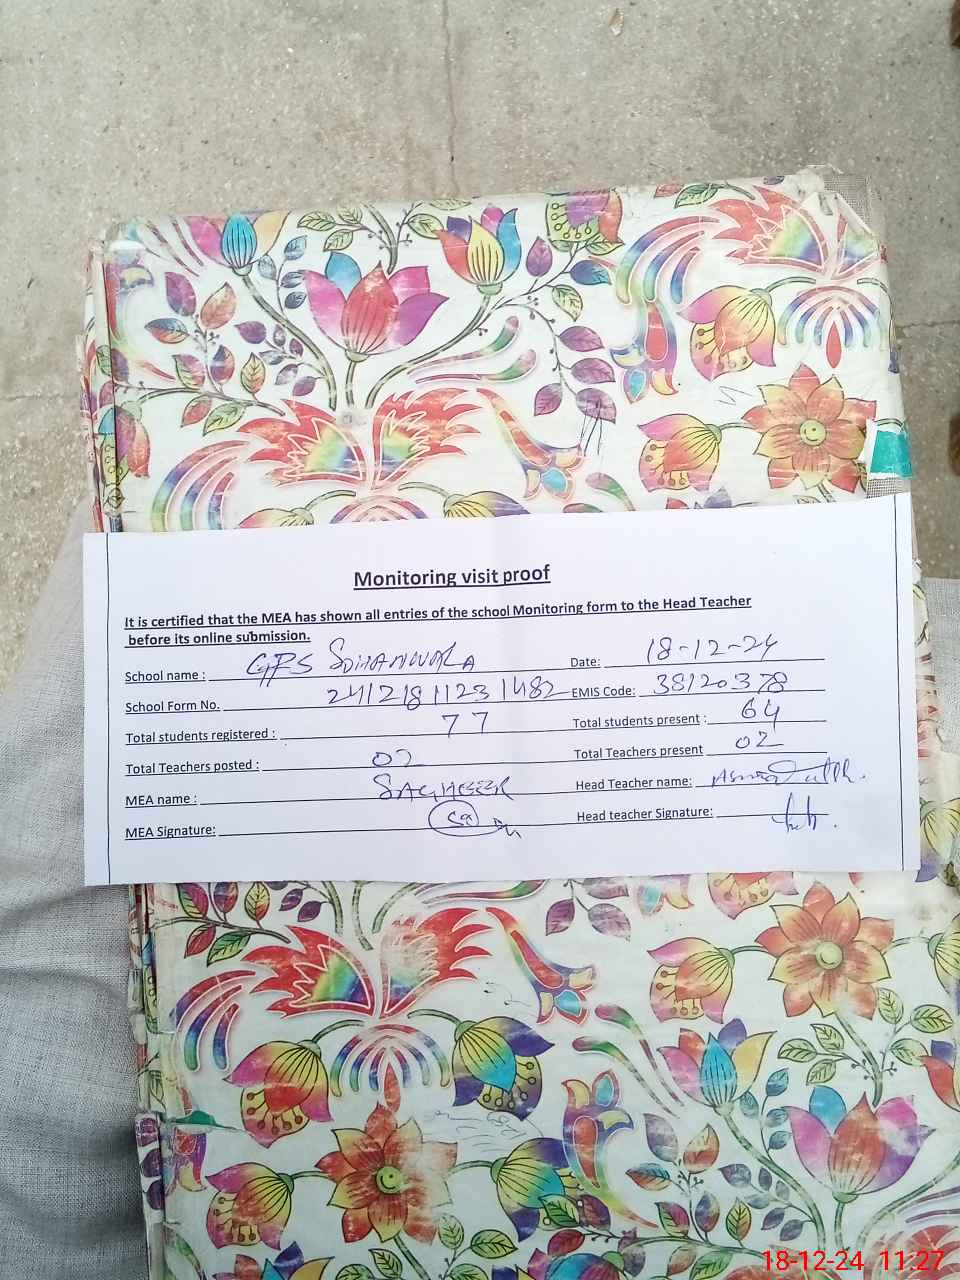 Monitoring visit proof
It is certified that the MEA has shown all entries of the school Monitoring form to the Head Teacher
before its online submission.
School name : GPS SOHANWALA Date: 18-12-24
School Form No. 24121811231482 EMIS Code: 38120378
Total students registered : 77 Total students present : 64
Total Teachers posted : 02 Total Teachers present 02
MEA name : SAGHEER Head Teacher name:
MEA Signature: Head teacher Signature:
18-12-24 11:27